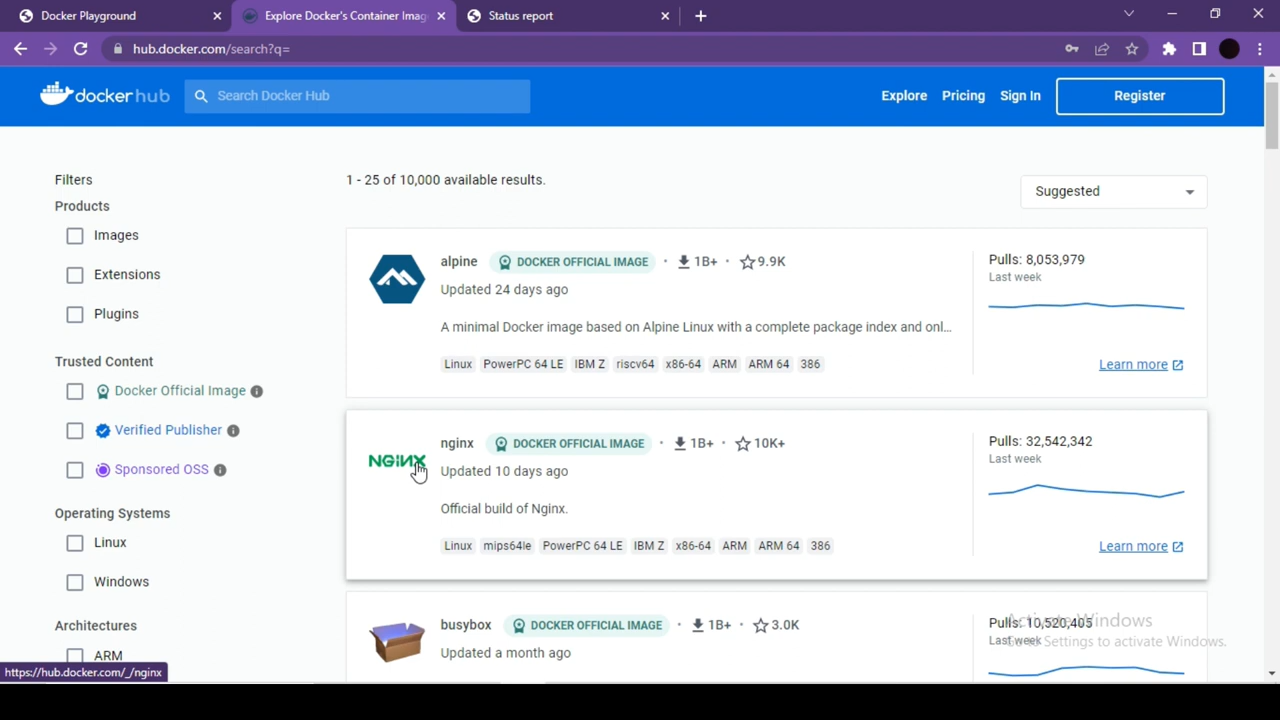 Docker Playground
Explore Docker's Container Imag
Status report
hub.docker.com/search?q=
docker hub
Search Docker Hub
Explore
Pricing
Sign In
Register
Filters
1 - 25 of 10,000 available results.
Suggested
Products
Images
Extensions
Plugins
Trusted Content
Docker Official Image
Verified Publisher
Sponsored OSS
Operating Systems
Linux
Windows
Architectures
ARM
alpine DOCKER OFFICIAL IMAGE • 1B+ • 9.9K
Updated 24 days ago
A minimal Docker image based on Alpine Linux with a complete package index and onl...
Linux PowerPC 64 LE IBM Z riscv64 x86-64 ARM ARM 64 386
Pulls: 8,053,979
Last week
Learn more
NGINX
nginx DOCKER OFFICIAL IMAGE • 1B+ • 10K+
Updated 10 days ago
Official build of Nginx.
Linux mips64le PowerPC 64 LE IBM Z x86-64 ARM ARM 64 386
Pulls: 32,542,342
Last week
Learn more
busybox DOCKER OFFICIAL IMAGE • 1B+ • 3.0K
Updated a month ago
Pulls: 10,520,405
Last week
Activate Windows
Go to Settings to activate Windows.
https://hub.docker.com/_/nginx